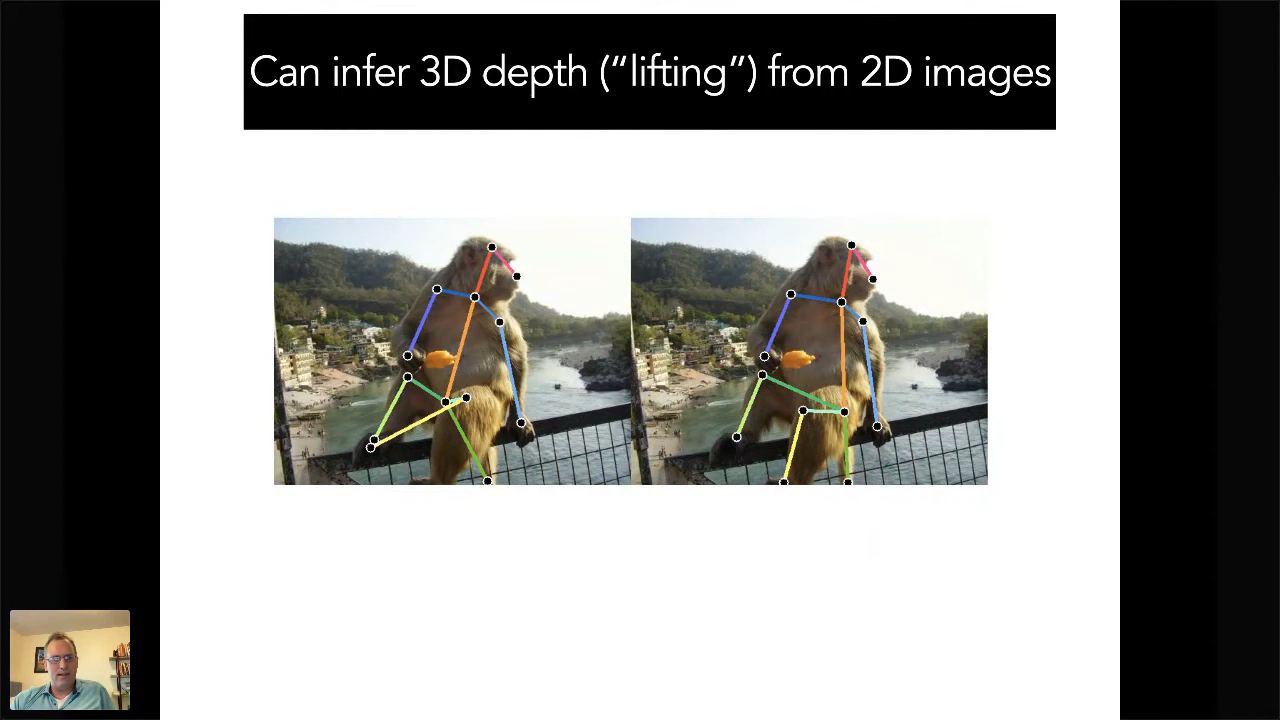 Can infer 3D depth (“lifting”) from 2D images